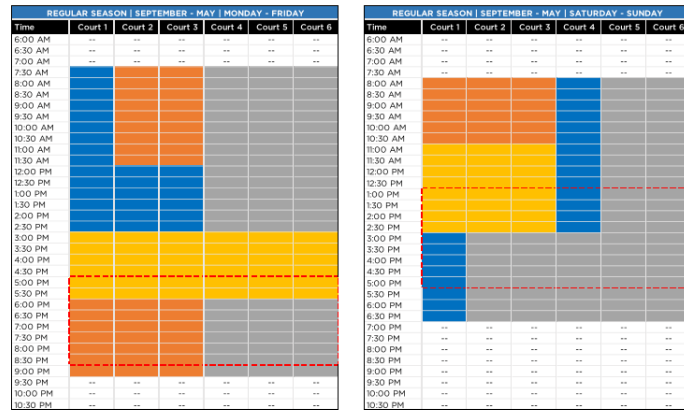 REGULAR SEASON | SEPTEMBER - MAY | MONDAY - FRIDAY
Time Court 1 Court 2 Court 3 Court 4 Court 5 Court 6
6:00 AM -- -- -- -- -- --
6:30 AM -- -- -- -- -- --
7:00 AM -- -- -- -- -- --
7:30 AM
8:00 AM
8:30 AM
9:00 AM
9:30 AM
10:00 AM
10:30 AM
11:00 AM
11:30 AM
12:00 PM
12:30 PM
1:00 PM
1:30 PM
2:00 PM
2:30 PM
3:00 PM
3:30 PM
4:00 PM
4:30 PM
5:00 PM
5:30 PM
6:00 PM
6:30 PM
7:00 PM
7:30 PM
8:00 PM
8:30 PM
9:00 PM
9:30 PM -- -- -- -- -- --
10:00 PM -- -- -- -- -- --
10:30 PM -- -- -- -- -- --
REGULAR SEASON | SEPTEMBER - MAY | SATURDAY - SUNDAY
Time Court 1 Court 2 Court 3 Court 4 Court 5 Court 6
6:00 AM -- -- -- -- -- --
6:30 AM -- -- -- -- -- --
7:00 AM -- -- -- -- -- --
7:30 AM -- -- -- -- -- --
8:00 AM
8:30 AM
9:00 AM
9:30 AM
10:00 AM
10:30 AM
11:00 AM
11:30 AM
12:00 PM
12:30 PM
1:00 PM
1:30 PM
2:00 PM
2:30 PM
3:00 PM
3:30 PM
4:00 PM
4:30 PM
5:00 PM
5:30 PM
6:00 PM
6:30 PM
7:00 PM -- -- -- -- -- --
7:30 PM -- -- -- -- -- --
8:00 PM -- -- -- -- -- --
8:30 PM -- -- -- -- -- --
9:00 PM -- -- -- -- -- --
9:30 PM -- -- -- -- -- --
10:00 PM -- -- -- -- -- --
10:30 PM -- -- -- -- -- --